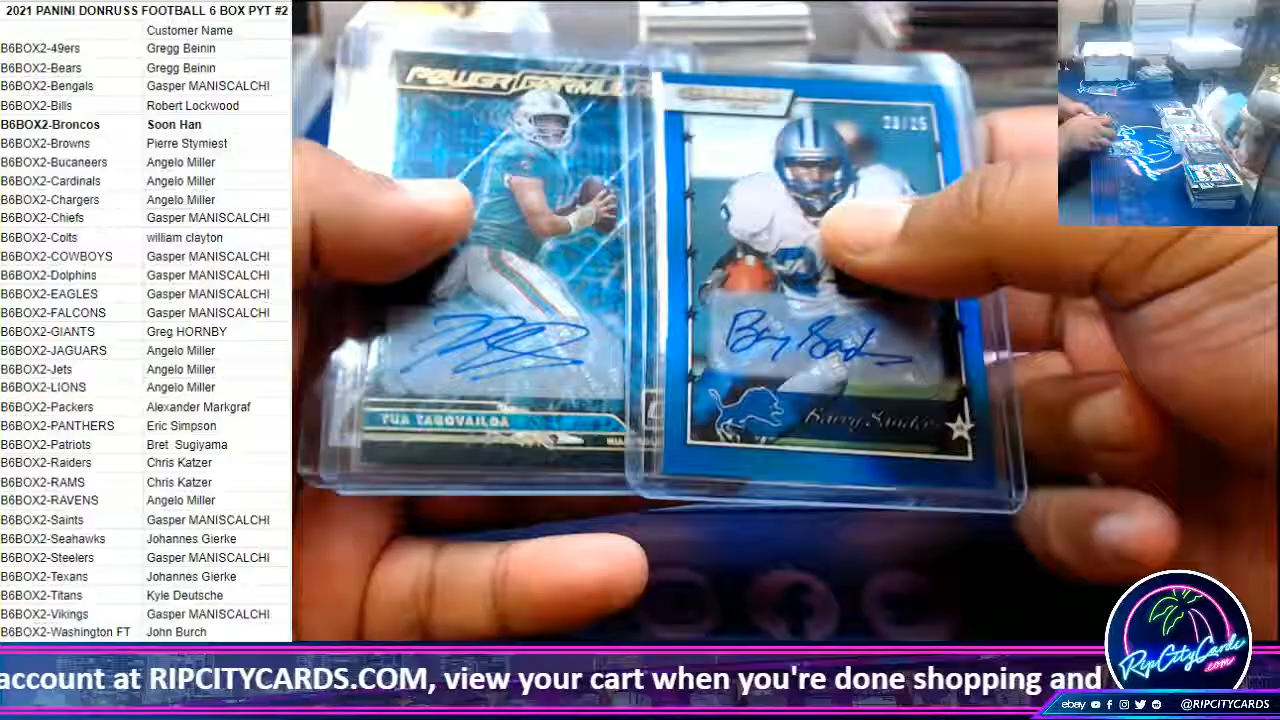 2021 PANINI DONRUSS FOOTBALL 6 BOX PYT #2
Customer Name
B6BOX2-49ers Gregg Beinin
B6BOX2-Bears Gregg Beinin
B6BOX2-Bengals Gasper MANISCALCHI
B6BOX2-Bills Robert Lockwood
B6BOX2-Broncos Soon Han
B6BOX2-Browns Pierre Stymiest
B6BOX2-Bucaneers Angelo Miller
B6BOX2-Cardinals Angelo Miller
B6BOX2-Chargers Angelo Miller
B6BOX2-Chiefs Gasper MANISCALCHI
B6BOX2-Colts william clayton
B6BOX2-COWBOYS Gasper MANISCALCHI
B6BOX2-Dolphins Gasper MANISCALCHI
B6BOX2-EAGLES Gasper MANISCALCHI
B6BOX2-FALCONS Gasper MANISCALCHI
B6BOX2-GIANTS Greg HORNBY
B6BOX2-JAGUARS Angelo Miller
B6BOX2-Jets Angelo Miller
B6BOX2-LIONS Angelo Miller
B6BOX2-Packers Alexander Markgraf
B6BOX2-PANTHERS Eric Simpson
B6BOX2-Patriots Bret Sugiyama
B6BOX2-Raiders Chris Katzer
B6BOX2-RAMS Chris Katzer
B6BOX2-RAVENS Angelo Miller
B6BOX2-Saints Gasper MANISCALCHI
B6BOX2-Seahawks Johannes Gierke
B6BOX2-Steelers Gasper MANISCALCHI
B6BOX2-Texans Johannes Gierke
B6BOX2-Titans Kyle Deutsche
B6BOX2-Vikings Gasper MANISCALCHI
B6BOX2-Washington FT John Burch
POWER FORMULA
TUA TAGOVAILOA
Barry Sanders
account at RIPCITYCARDS.COM, view your cart when you're done shopping and
RipCityCards
.com
ebay @RIPCITYCARDS